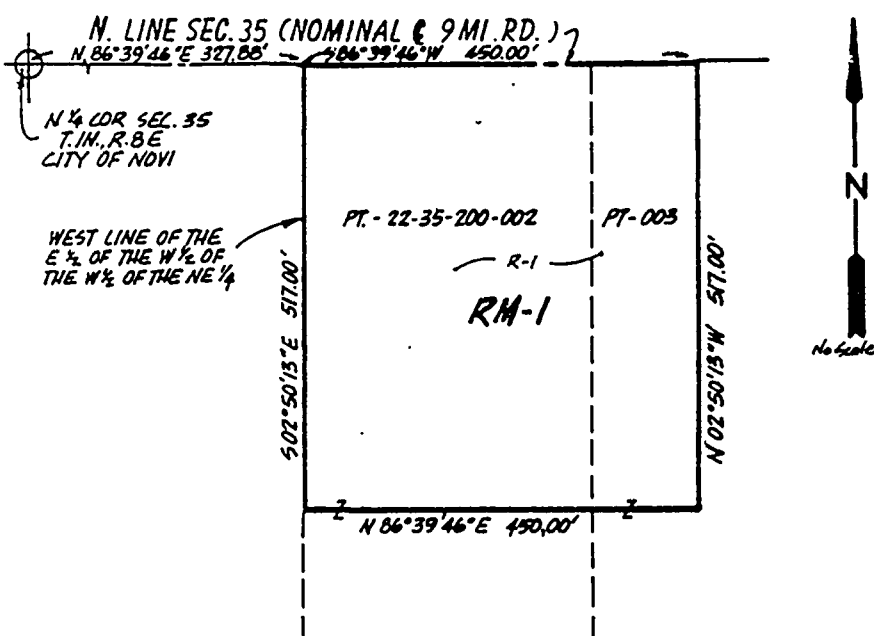 N. LINE SEC. 35 (NOMINAL ℄ 9 MI. RD.)
N 86°39'46"E 327.88'
S 86°39'46"W 450.00'
N ¼ COR SEC. 35
T.1N., R.8E
CITY OF NOVI
WEST LINE OF THE
E ½ OF THE W ½ OF
THE W ½ OF THE NE ¼
PT. - 22-35-200-002
PT-003
R-1
RM-1
S 02°50'13"E 517.00'
N 02°50'13"W 517.00'
N 86°39'46"E 450.00'
N
No Scale